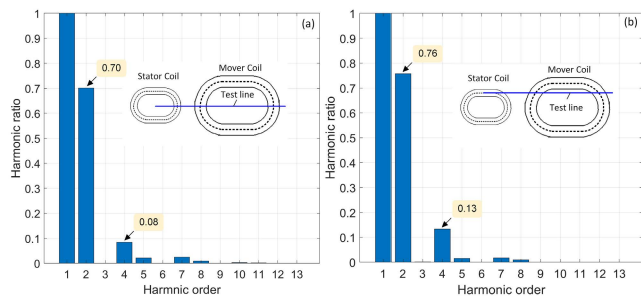 (a)
Harmonic ratio
1
0.9
0.8
0.7
0.6
0.5
0.4
0.3
0.2
0.1
0
0.70
0.08
Stator Coil
Mover Coil
Test line
1 2 3 4 5 6 7 8 9 10 11 12 13
Harmnic order
(b)
Harmonic ratio
1
0.9
0.8
0.7
0.6
0.5
0.4
0.3
0.2
0.1
0
0.76
0.13
Stator Coil
Mover Coil
Test line
1 2 3 4 5 6 7 8 9 10 11 12 13
Harmonic order